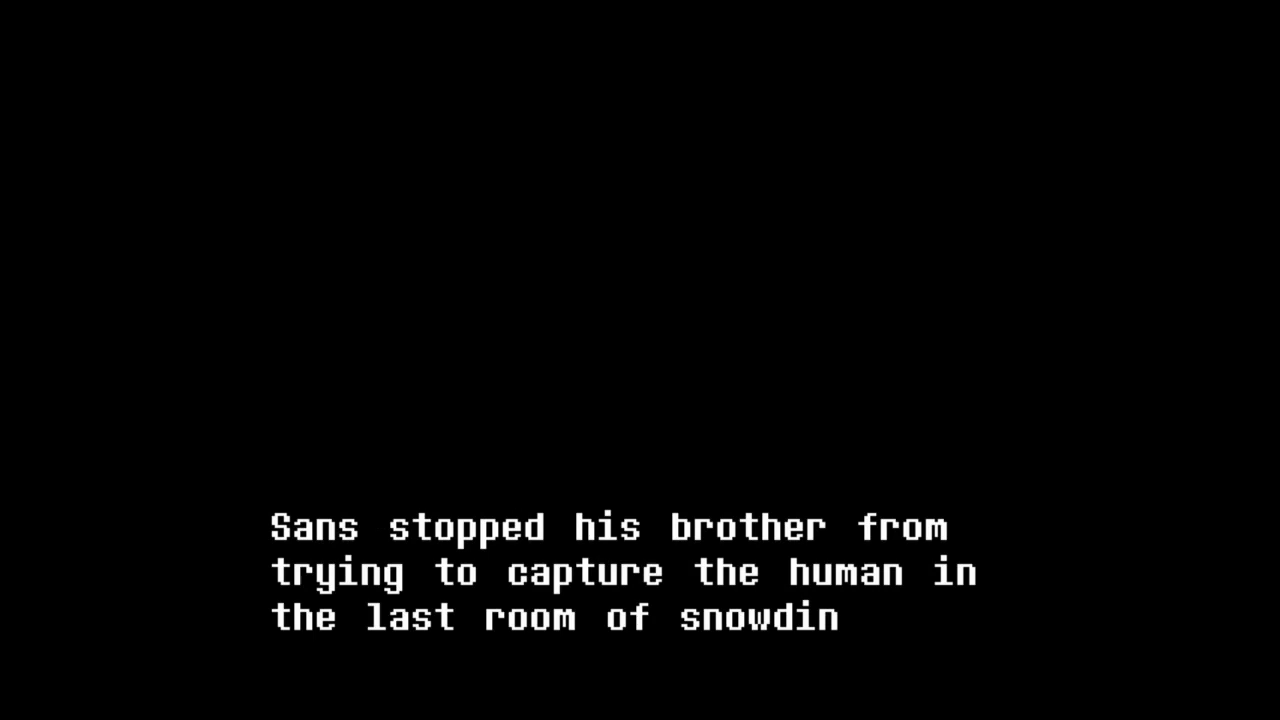 Sans stopped his brother from
trying to capture the human in
the last room of snowdin